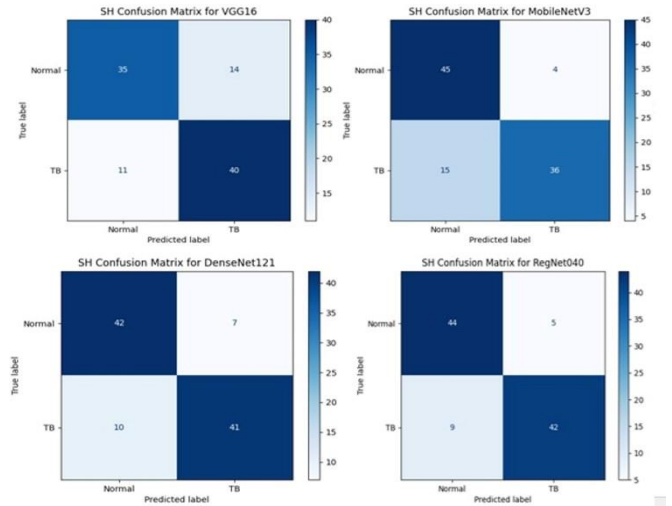 SH Confusion Matrix for VGG16
Normal
35
14
TB
11
40
Normal
TB
True label
Predicted label
40
35
30
25
20
15
SH Confusion Matrix for MobileNetV3
Normal
45
4
TB
15
36
Normal
TB
True label
Predicted label
45
40
35
30
25
20
15
10
5
SH Confusion Matrix for DenseNet121
Normal
42
7
TB
10
41
Normal
TB
True label
Predicted label
40
35
30
25
20
15
10
SH Confusion Matrix for RegNet040
Normal
44
5
TB
9
42
Normal
TB
True label
Predicted label
40
35
30
25
20
15
10
5